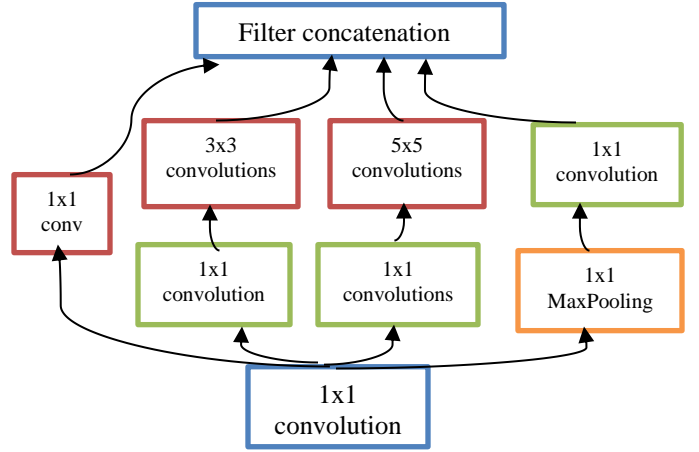 Filter concatenation
3x3
convolutions
5x5
convolutions
1x1
convolution
1x1
conv
1x1
convolution
1x1
convolutions
1x1
MaxPooling
1x1
convolution